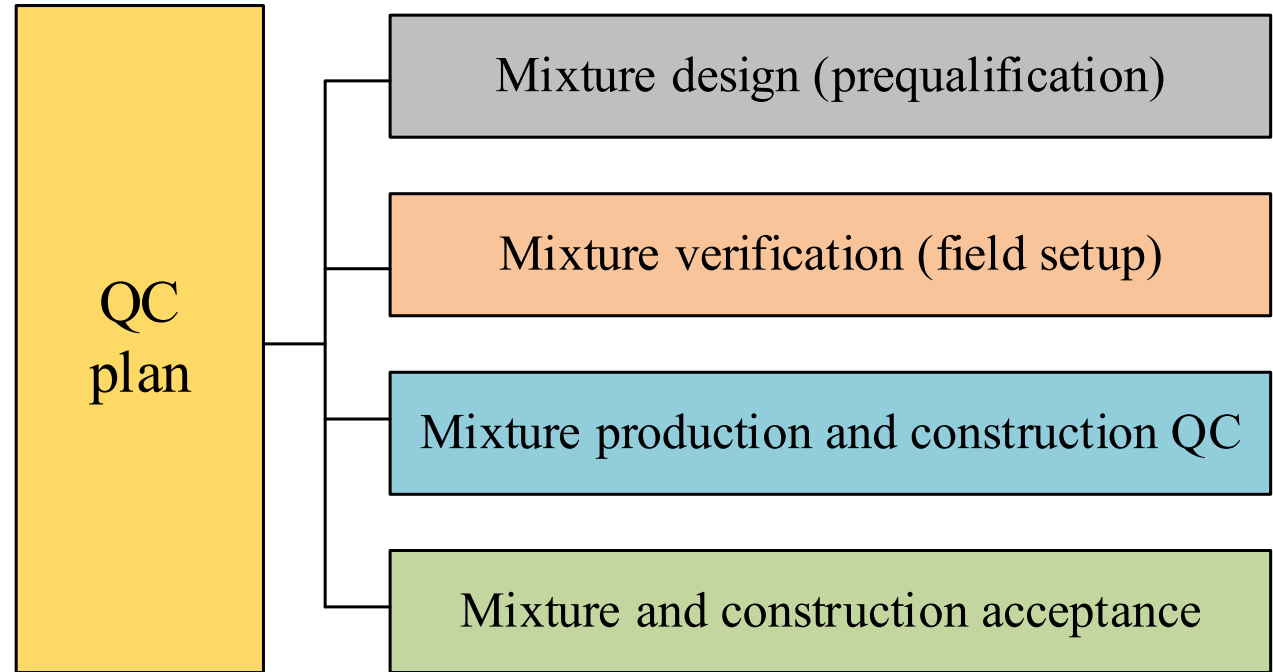 QC
plan
Mixture design (prequalification)
Mixture verification (field setup)
Mixture production and construction QC
Mixture and construction acceptance